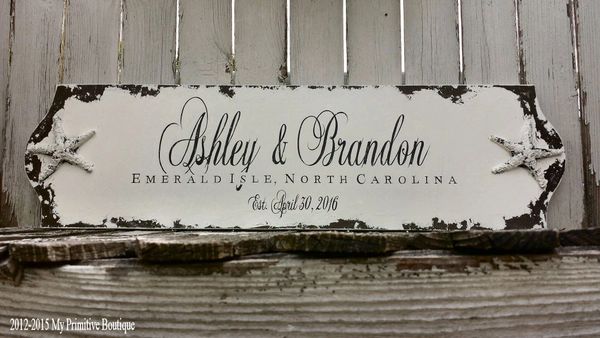 Ashley & Brandon
Emerald Isle, North Carolina
Est. April 30, 2016
2012-2015 My Primitive Boutique